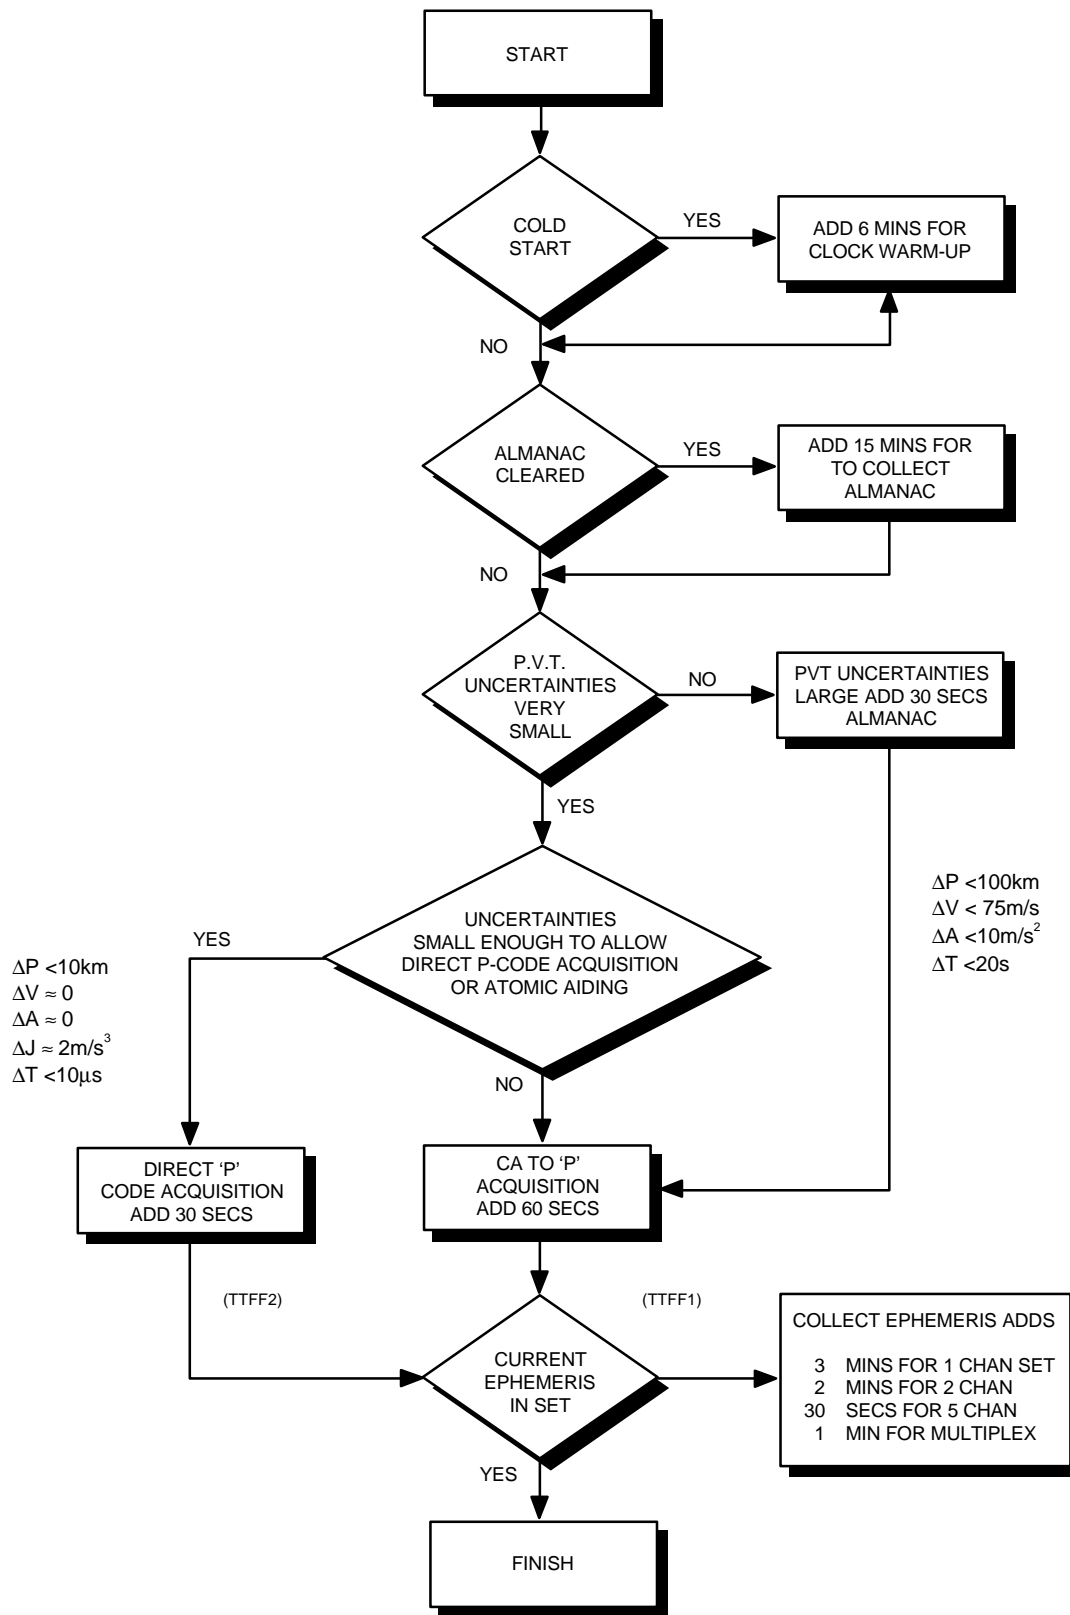 START
COLD
START
YES
ADD 6 MINS FOR
CLOCK WARM-UP
NO
ALMANAC
CLEARED
YES
ADD 15 MINS FOR
TO COLLECT
ALMANAC
NO
P.V.T.
UNCERTAINTIES
VERY
SMALL
NO
PVT UNCERTAINTIES
LARGE ADD 30 SECS
ALMANAC
YES
ΔP <100km
ΔV < 75m/s
ΔA <10m/s²
ΔT <20s
UNCERTAINTIES
SMALL ENOUGH TO ALLOW
DIRECT P-CODE ACQUISITION
OR ATOMIC AIDING
YES
ΔP <10km
ΔV ≈ 0
ΔA ≈ 0
ΔJ ≈ 2m/s³
ΔT <10μs
NO
DIRECT ‘P’
CODE ACQUISITION
ADD 30 SECS
CA TO ‘P’
ACQUISITION
ADD 60 SECS
(TTFF2)
(TTFF1)
CURRENT
EPHEMERIS
IN SET
COLLECT EPHEMERIS ADDS
3 MINS FOR 1 CHAN SET
2 MINS FOR 2 CHAN
30 SECS FOR 5 CHAN
1 MIN FOR MULTIPLEX
YES
FINISH